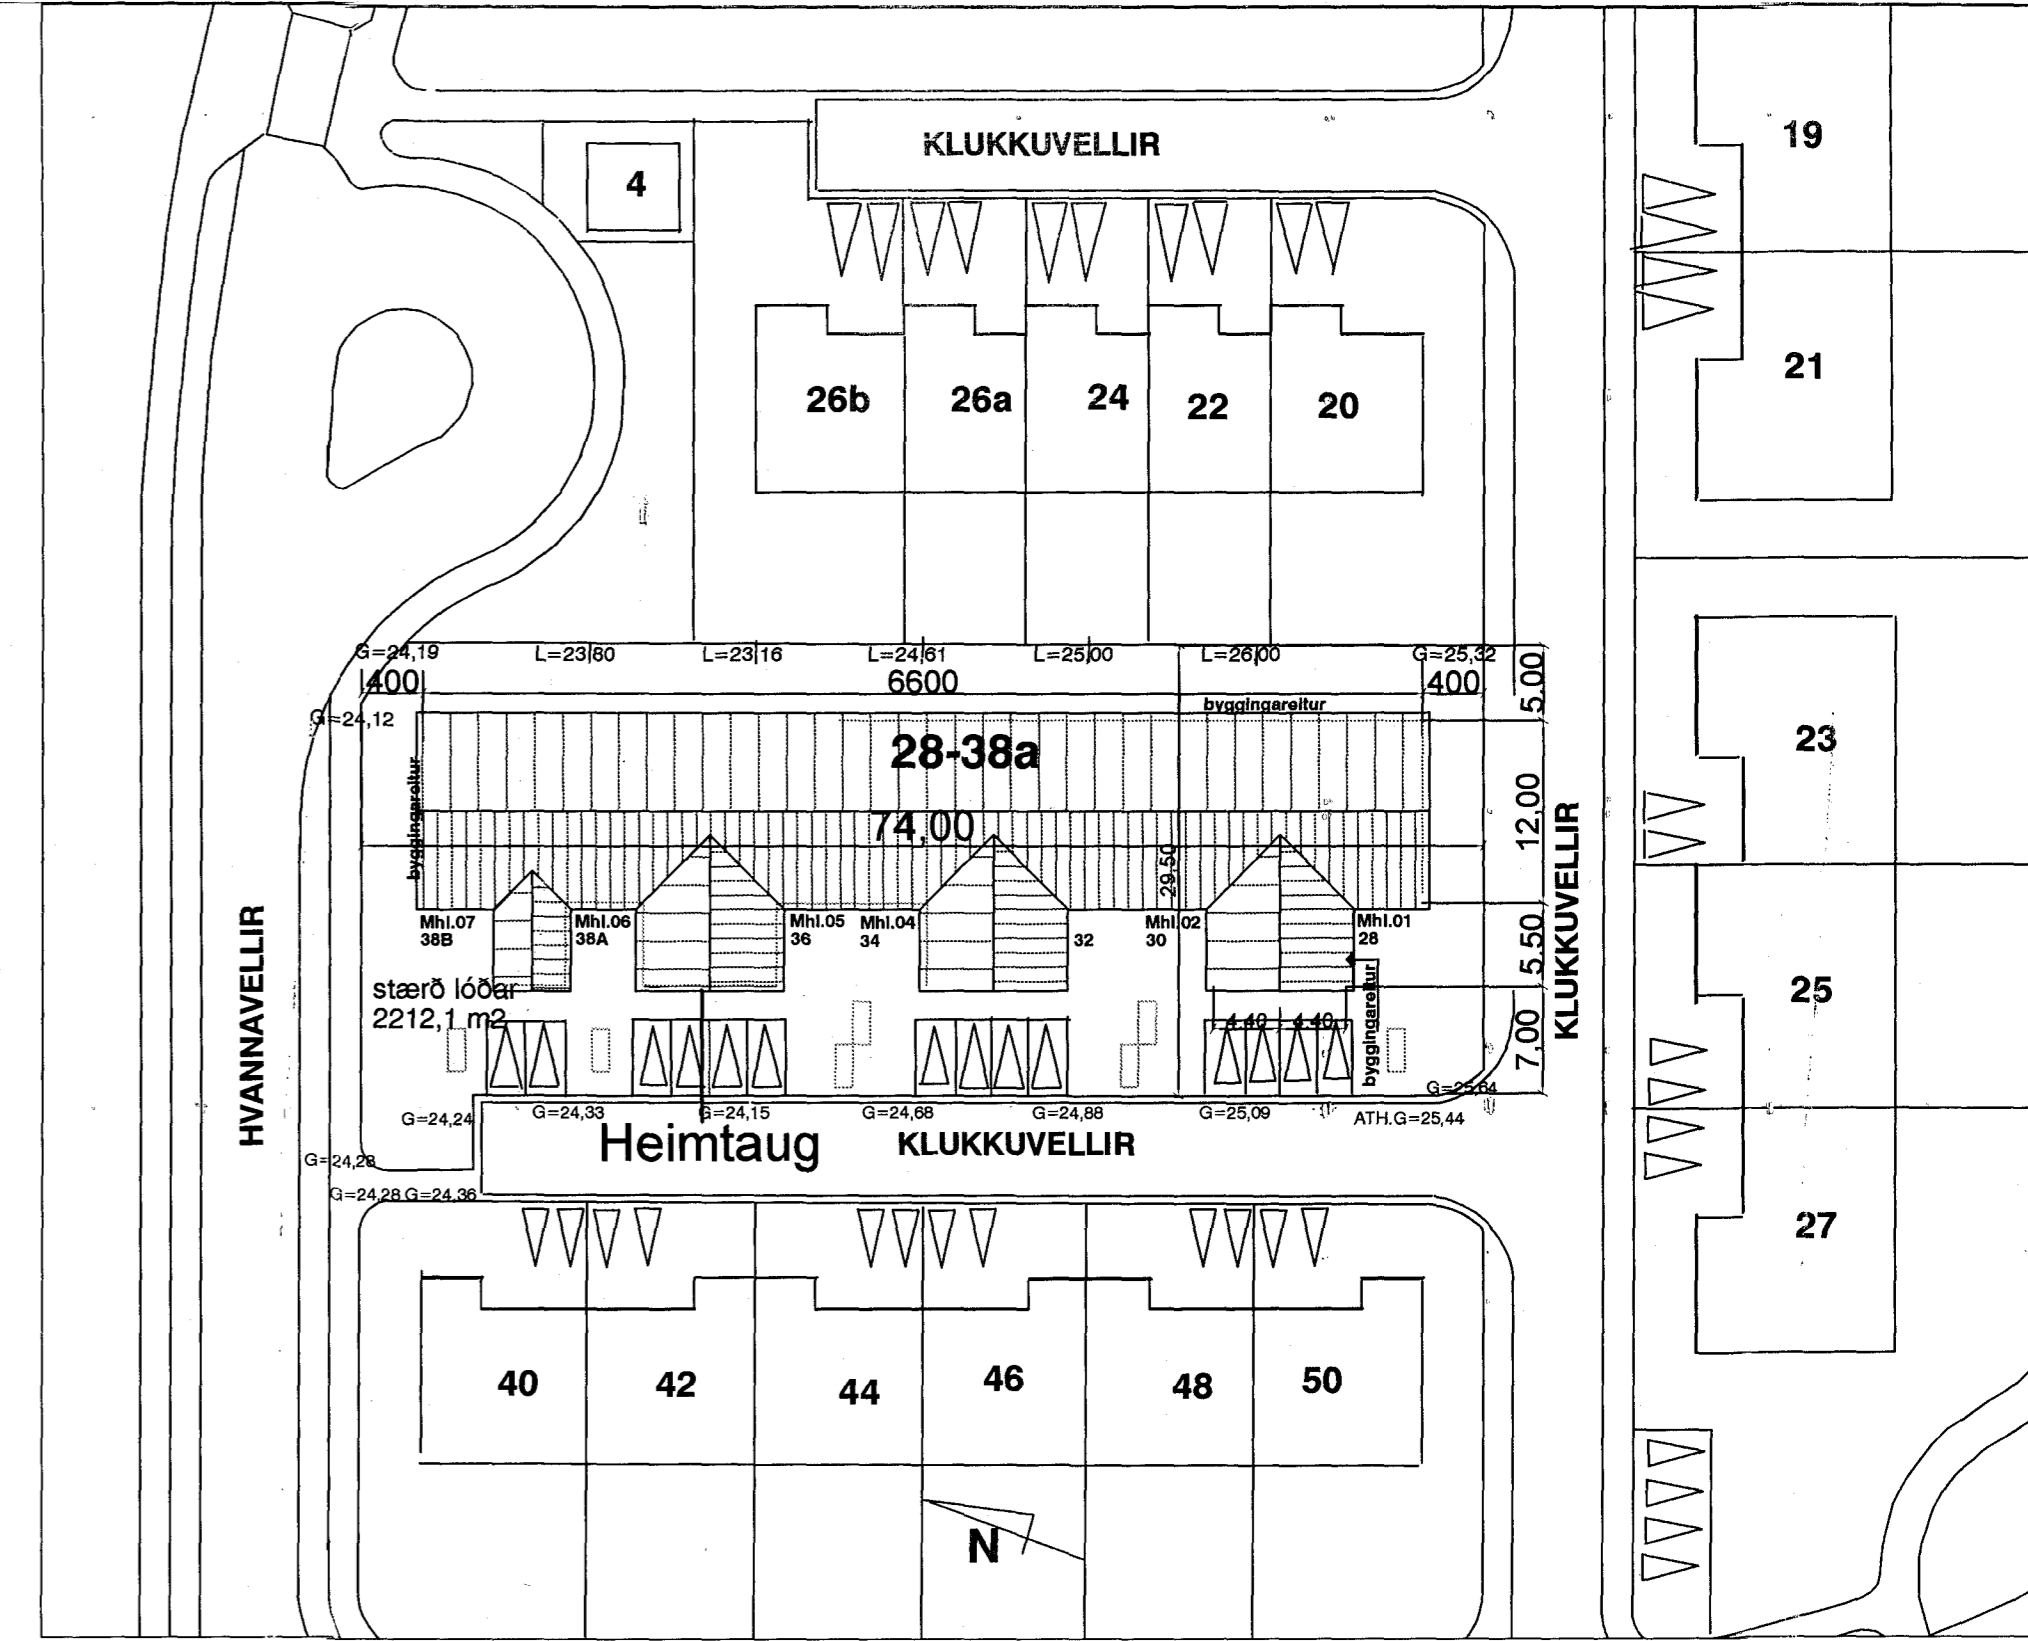 KLUKKUVELLIR
19
4
21
26b
26a
24
22
20
G=24,19
L=23,80
L=23,16
L=24,61
L=25,00
L=26,00
G=25,32
400
6600
400
5,00
byggingareitur
G=24,12
28-38a
23
byggingareitur
74,00
12,00
29,50
KLUKKUVELLIR
HVANNAVELLIR
Mhl.07
38B
Mhl.06
38A
Mhl.05
36
Mhl.04
34
32
Mhl.02
30
Mhl.01
28
5.50
25
stærð lóðar
2212,1 m2
4.40
4.40
byggingareitur
7,00
G=25,64
G=24,24
G=24,33
G=24,15
G=24,68
G=24,88
G=25,09
ATH.G=25,44
Heimtaug
KLUKKUVELLIR
G=24,28
G=24,28
G=24,36
27
40
42
44
46
48
50
N